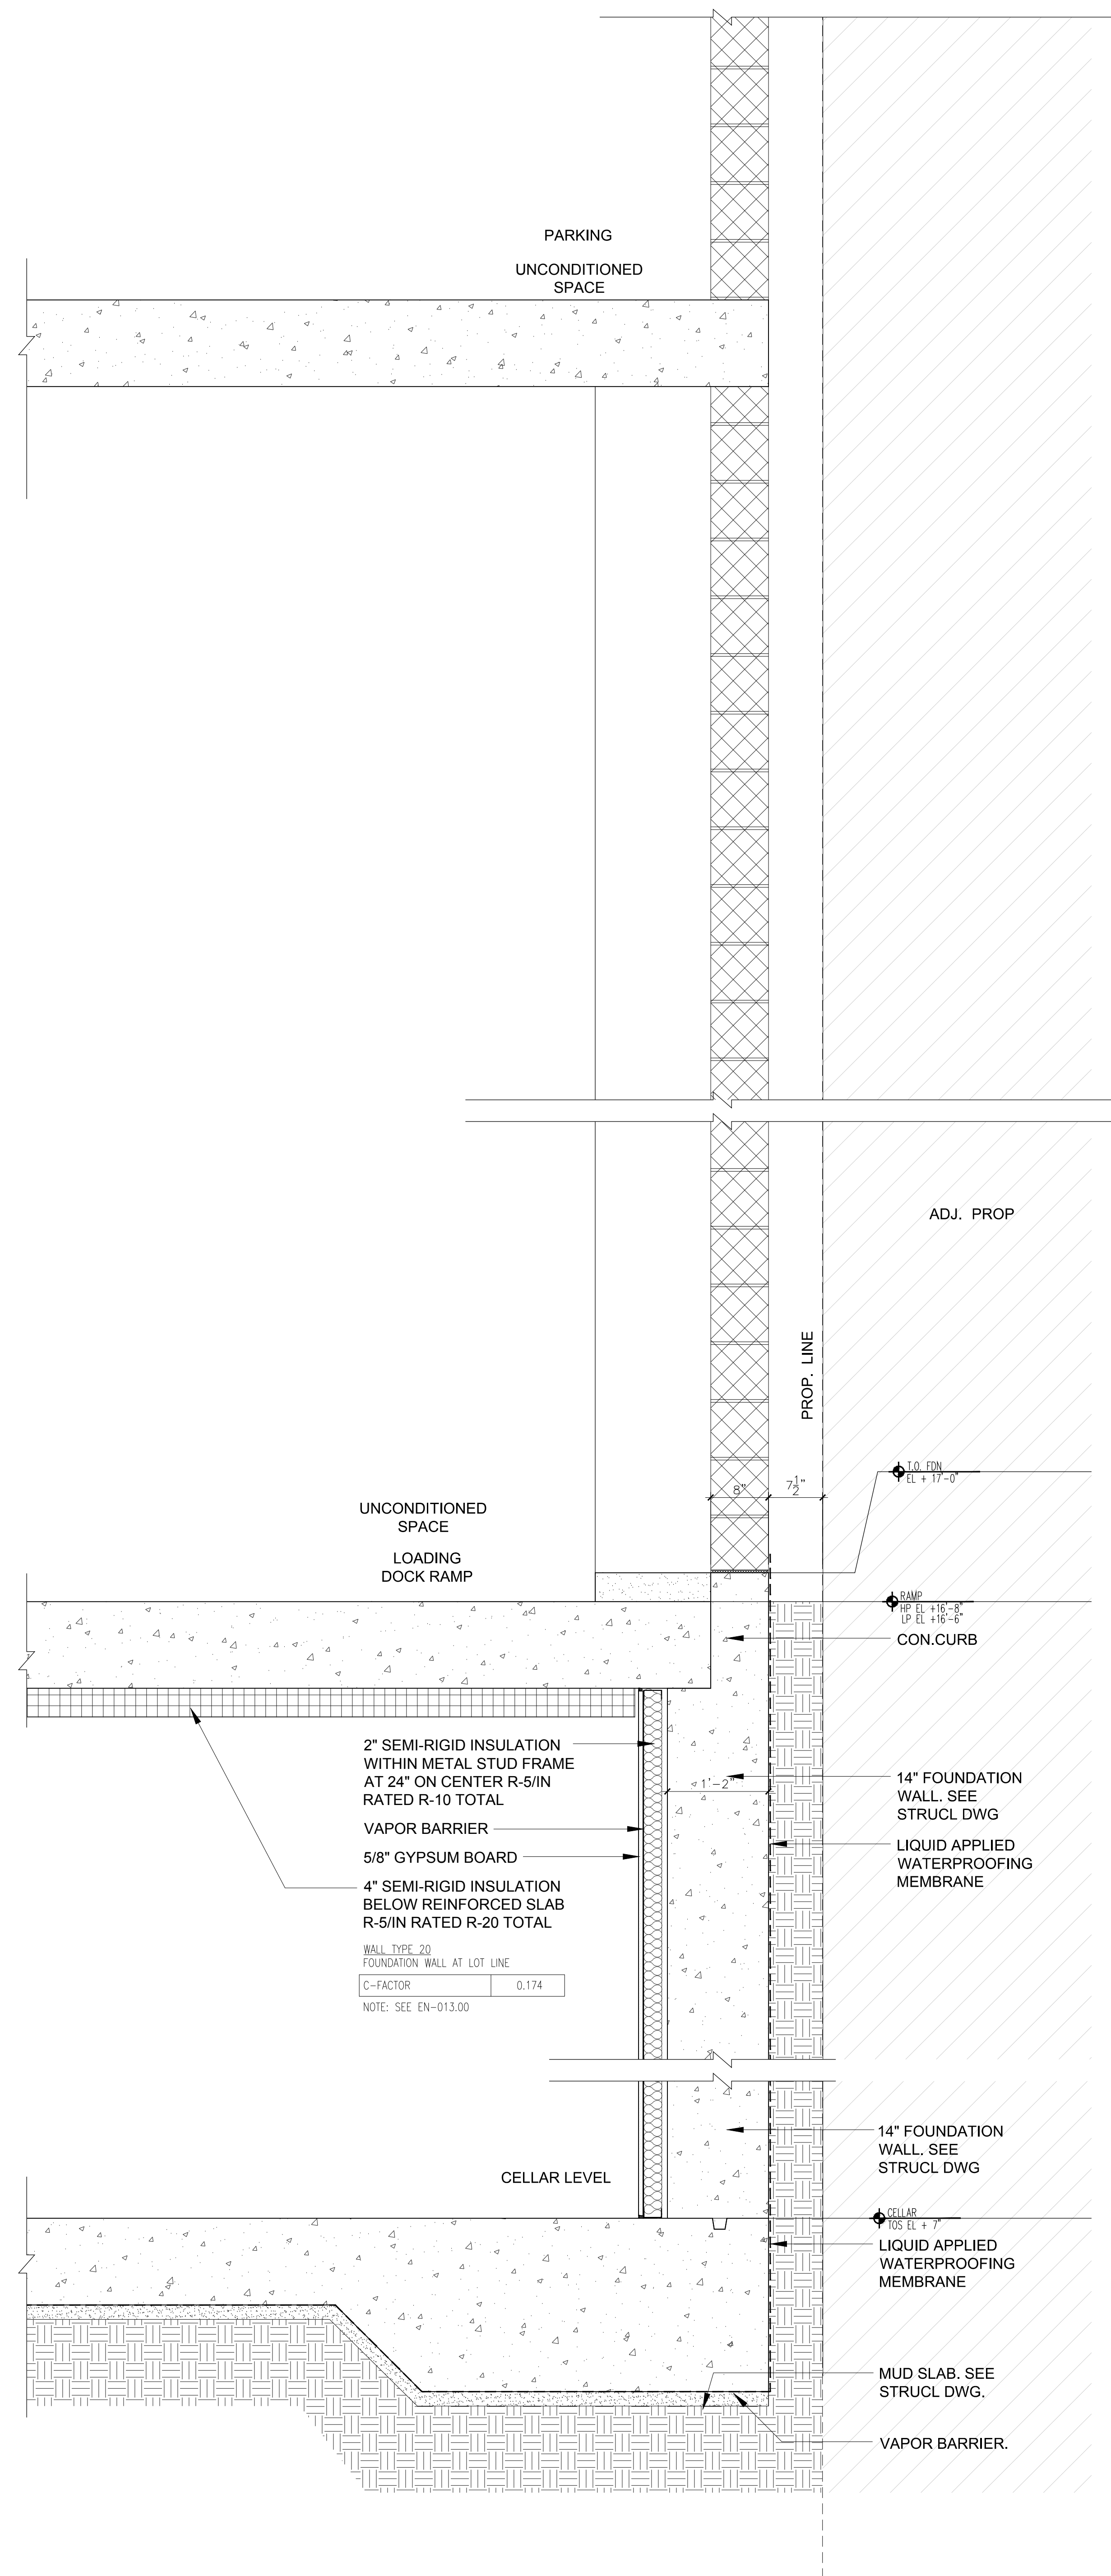 PARKING
UNCONDITIONED
SPACE
ADJ. PROP
PROP. LINE
T.O. FDN
EL + 17'-0"
8"
7 1/2"
UNCONDITIONED
SPACE
LOADING
DOCK RAMP
RAMP
HP EL +16'-8"
LP EL +16'-6"
CON.CURB
2" SEMI-RIGID INSULATION
WITHIN METAL STUD FRAME
AT 24" ON CENTER R-5/IN
RATED R-10 TOTAL
VAPOR BARRIER
5/8" GYPSUM BOARD
4" SEMI-RIGID INSULATION
BELOW REINFORCED SLAB
R-5/IN RATED R-20 TOTAL
1'-2"
14" FOUNDATION
WALL. SEE
STRUCL DWG
LIQUID APPLIED
WATERPROOFING
MEMBRANE
WALL TYPE 20
FOUNDATION WALL AT LOT LINE
C-FACTOR 0.174
NOTE: SEE EN-013.00
14" FOUNDATION
WALL. SEE
STRUCL DWG
CELLAR LEVEL
CELLAR
TOS EL + 7"
LIQUID APPLIED
WATERPROOFING
MEMBRANE
MUD SLAB. SEE
STRUCL DWG.
VAPOR BARRIER.